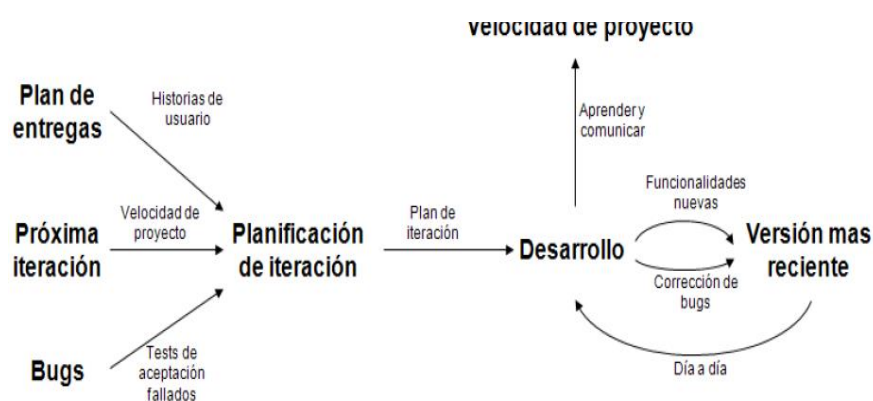 Velocidad de proyecto
Plan de
entregas
Historias de
usuario
Aprender y
comunicar
Funcionalidades
nuevas
Próxima
iteración
Velocidad de
proyecto
Planificación
de iteración
Plan de
iteración
Desarrollo
Versión mas
reciente
Corrección de
bugs
Bugs
Tests de
aceptación
fallados
Día a día